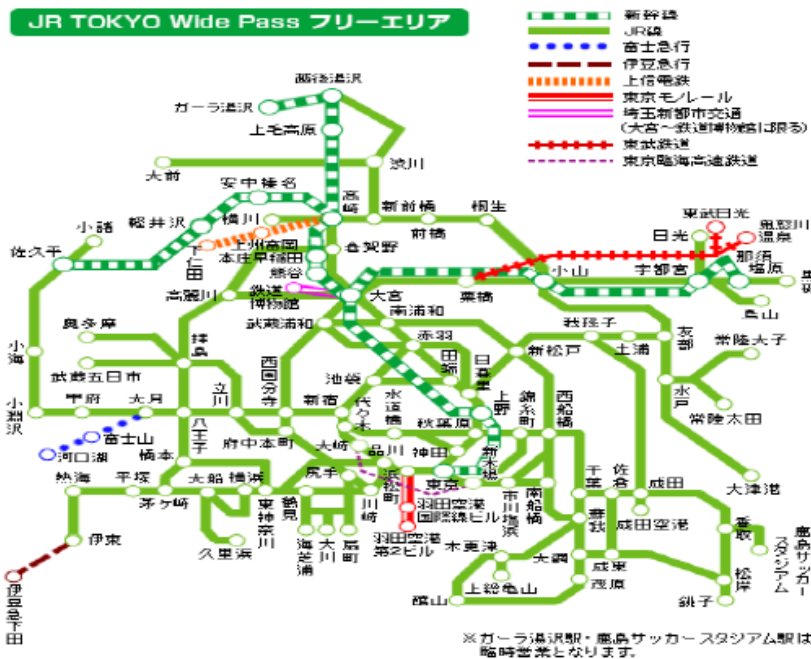 JR TOKYO Wide Pass フリーエリア
新幹線
JR線
富士急行
伊豆急行
上信電鉄
東京モノレール
埼玉新都市交通
(大宮〜鉄道博物館に限る)
東武鉄道
東京臨海高速鉄道
越後湯沢
ガーラ湯沢
上毛高原
大前
渋川
安中榛名
高崎
新前橋
桐生
小諸
軽井沢
横川
前橋
東武日光
鬼怒川
温泉
佐久平
上州富岡
下仁田
本庄早稲田
倉賀野
日光
那須
塩原
熊谷
小山
宇都宮
高麗川
鉄道
博物館
大宮
栗橋
烏山
奥多摩
拝島
武蔵浦和
南浦和
我孫子
友部
常陸大子
小海
武蔵五日市
西国分寺
赤羽
新松戸
土浦
田端
日暮里
池袋
水戸
小淵沢
甲府
大月
八王子
立川
新宿
代々木
水道橋
上野
錦糸町
西船橋
常陸太田
富士山
河口湖
府中本町
秋葉原
橋本
大崎
品川
神田
新木場
千葉
佐倉
成田
大津港
熱海
平塚
大船
横浜
尻手
浜松町
東京
茅ヶ崎
東神奈川
鶴見
川崎
羽田空港
国際線ビル
市川塩浜
南船橋
蘇我
成田空港
香取
鹿島サッカー
スタジアム
伊東
久里浜
海芝浦
大川
扇町
羽田空港
第2ビル
木更津
大網
成東
松岸
伊豆急下田
館山
上総亀山
茂原
銚子
※ガーラ湯沢駅・鹿島サッカースタジアム駅は
臨時営業となります。